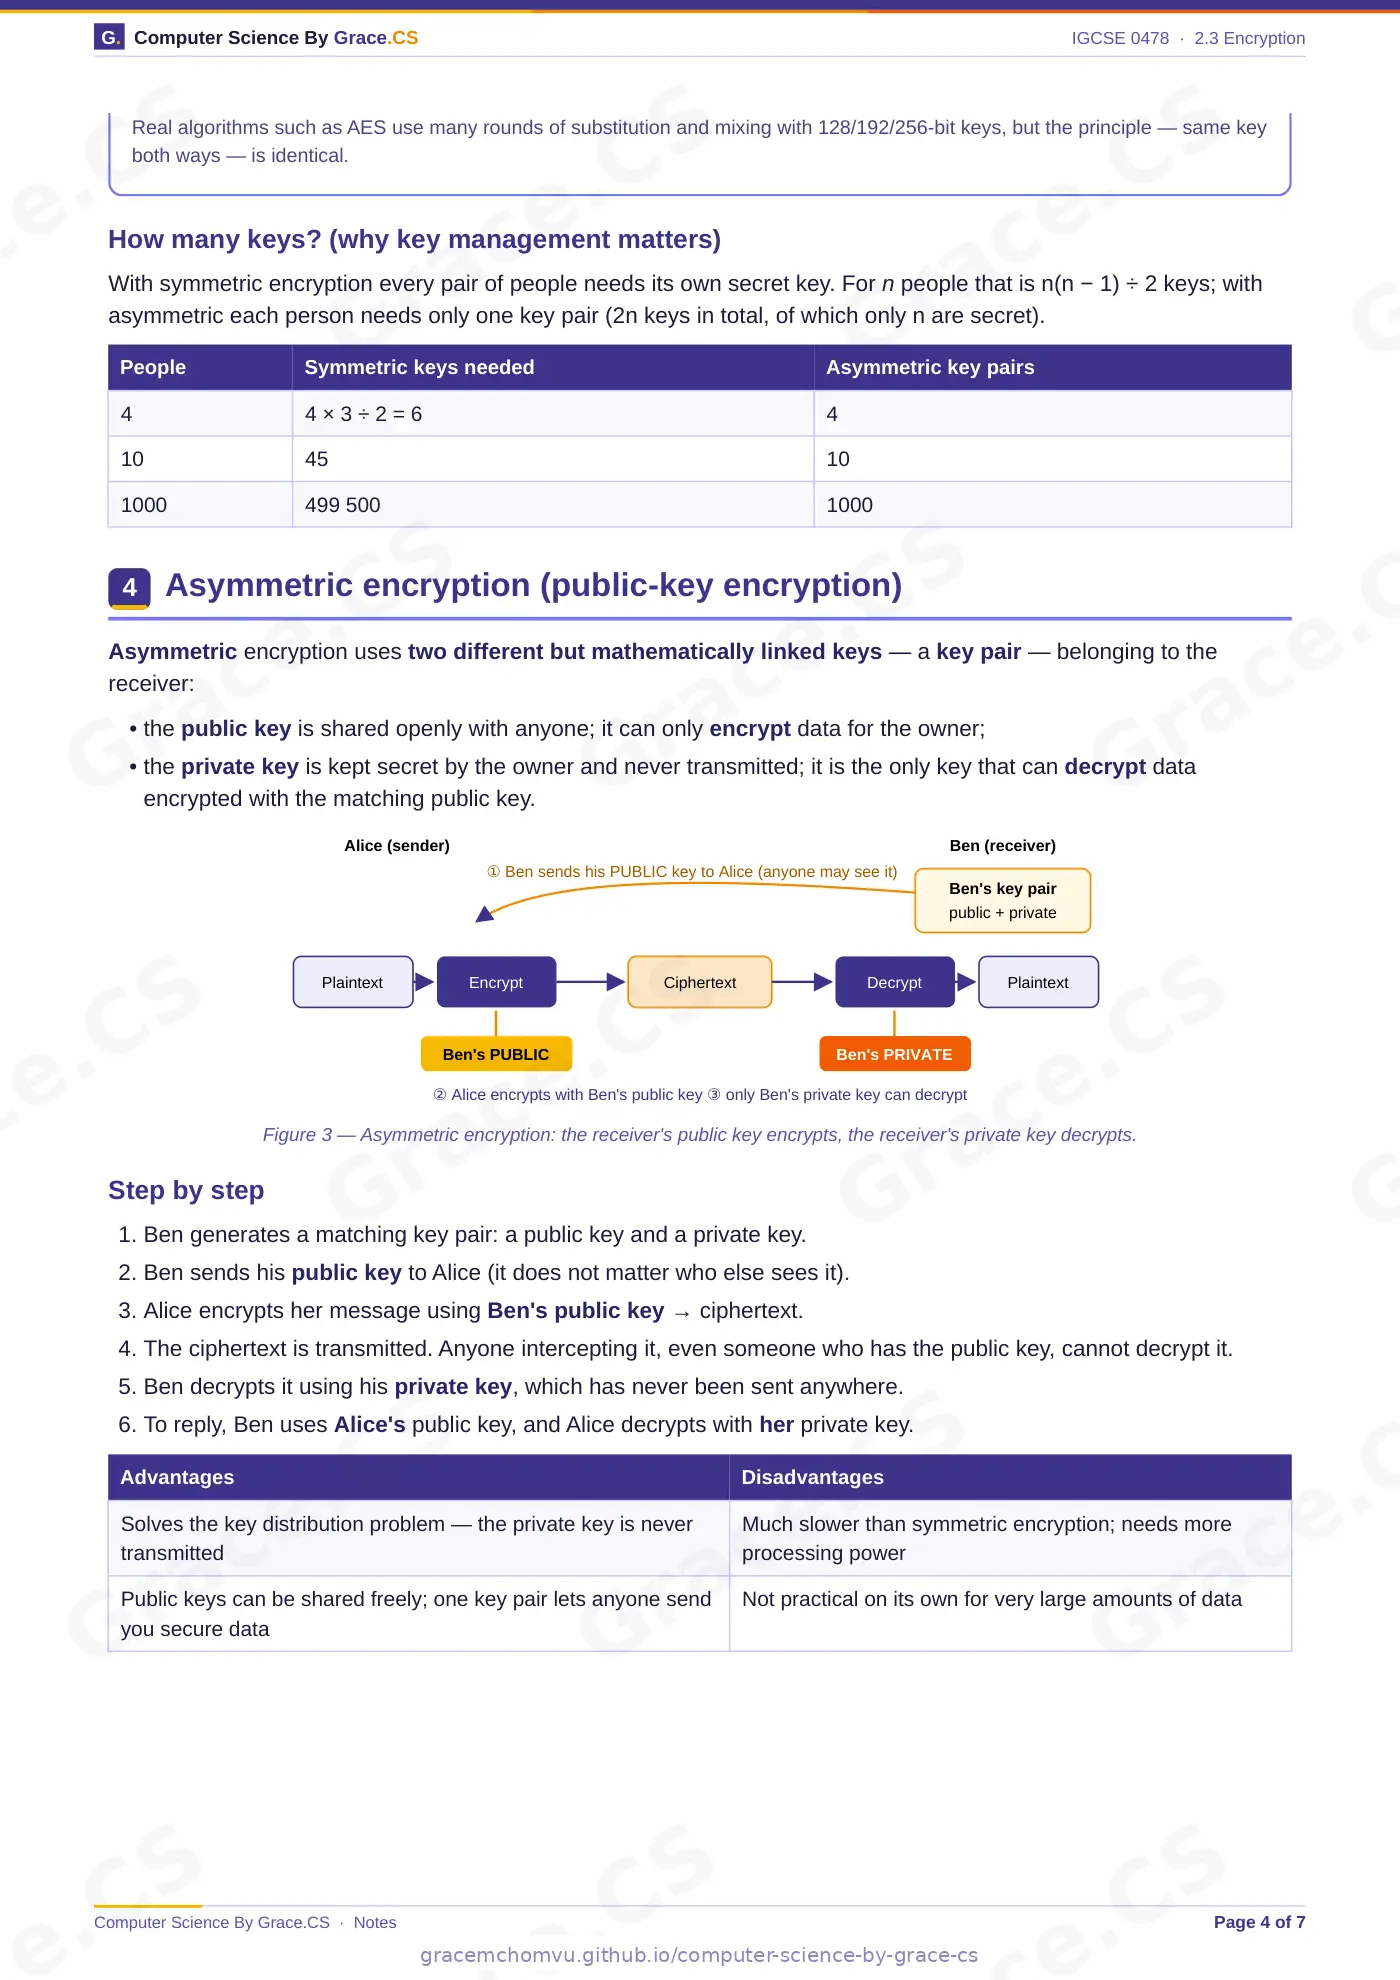 G. Computer Science By Grace.CS
IGCSE 0478 · 2.3 Encryption
Real algorithms such as AES use many rounds of substitution and mixing with 128/192/256-bit keys, but the principle — same key
both ways — is identical.
How many keys? (why key management matters)
With symmetric encryption every pair of people needs its own secret key. For n people that is n(n − 1) ÷ 2 keys; with
asymmetric each person needs only one key pair (2n keys in total, of which only n are secret).
People Symmetric keys needed Asymmetric key pairs
4 4 × 3 ÷ 2 = 6 4
10 45 10
1000 499 500 1000
4 Asymmetric encryption (public-key encryption)
Asymmetric encryption uses two different but mathematically linked keys — a key pair — belonging to the
receiver:
• the public key is shared openly with anyone; it can only encrypt data for the owner;
• the private key is kept secret by the owner and never transmitted; it is the only key that can decrypt data
encrypted with the matching public key.
Alice (sender) Ben (receiver)
① Ben sends his PUBLIC key to Alice (anyone may see it)
Ben's key pair
public + private
Plaintext Encrypt Ciphertext Decrypt Plaintext
Ben's PUBLIC Ben's PRIVATE
② Alice encrypts with Ben's public key ③ only Ben's private key can decrypt
Figure 3 — Asymmetric encryption: the receiver's public key encrypts, the receiver's private key decrypts.
Step by step
1. Ben generates a matching key pair: a public key and a private key.
2. Ben sends his public key to Alice (it does not matter who else sees it).
3. Alice encrypts her message using Ben's public key → ciphertext.
4. The ciphertext is transmitted. Anyone intercepting it, even someone who has the public key, cannot decrypt it.
5. Ben decrypts it using his private key, which has never been sent anywhere.
6. To reply, Ben uses Alice's public key, and Alice decrypts with her private key.
Advantages Disadvantages
Solves the key distribution problem — the private key is never
transmitted
Much slower than symmetric encryption; needs more
processing power
Public keys can be shared freely; one key pair lets anyone send
you secure data
Not practical on its own for very large amounts of data
Computer Science By Grace.CS · Notes
Page 4 of 7
gracemchomvu.github.io/computer-science-by-grace-cs